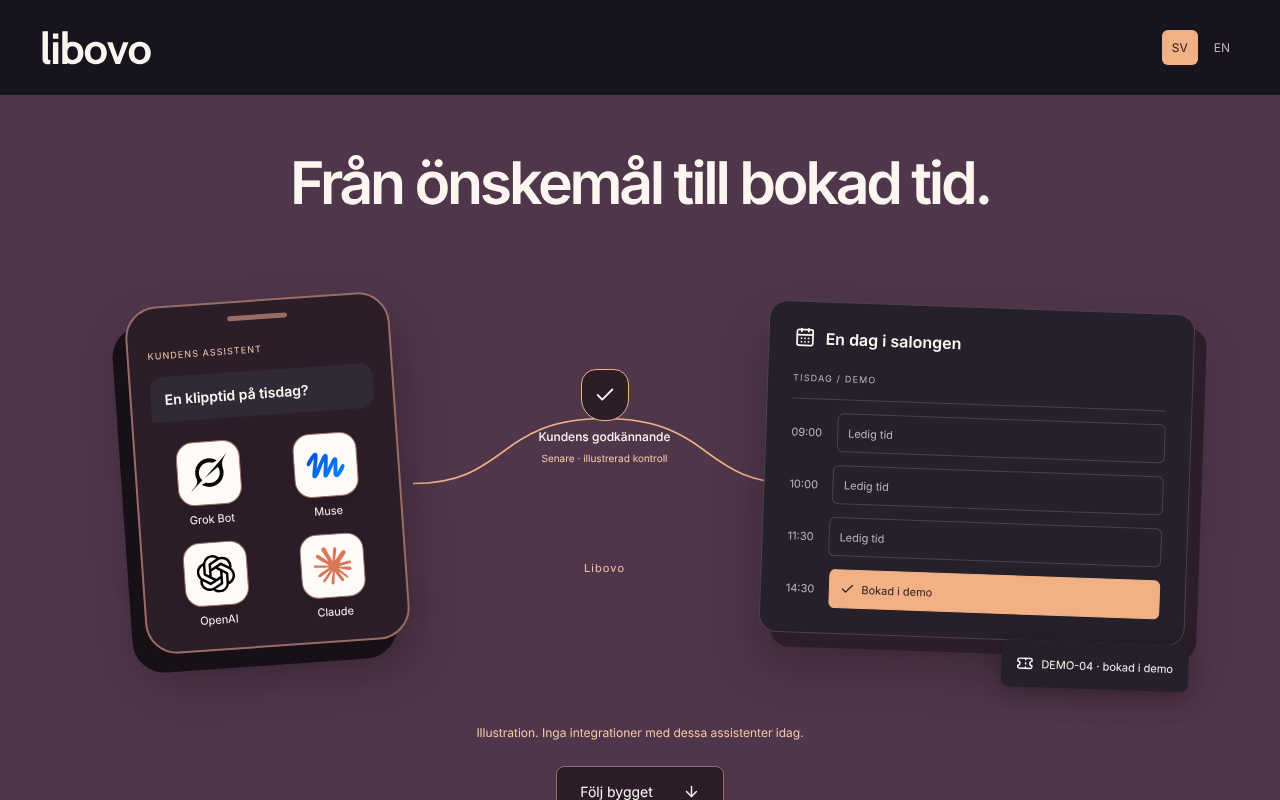 libovo
SV
EN
Från önskemål till bokad tid.
KUNDENS ASSISTENT
En klipptid på tisdag?
Grok Bot
Muse
OpenAI
Claude
Kundens godkännande
Senare · illustrerad kontroll
Libovo
En dag i salongen
TISDAG / DEMO
09:00 Ledig tid
10:00 Ledig tid
11:30 Ledig tid
14:30 Bokad i demo
DEMO-04 · bokad i demo
Illustration. Inga integrationer med dessa assistenter idag.
Följ bygget